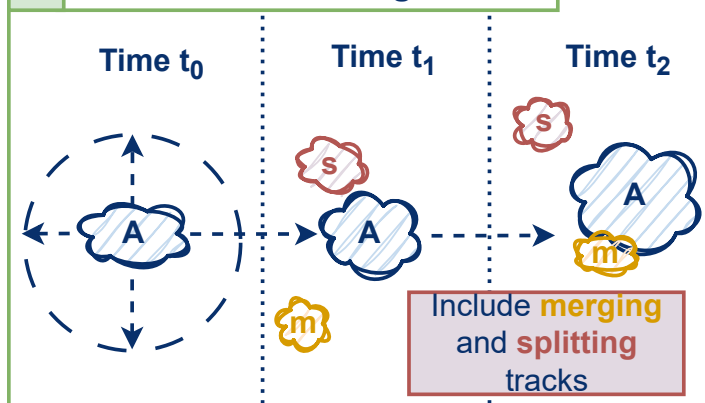 Time t0
Time t1
Time t2
s
s
A
A
A
m
m
Include merging
and splitting
tracks